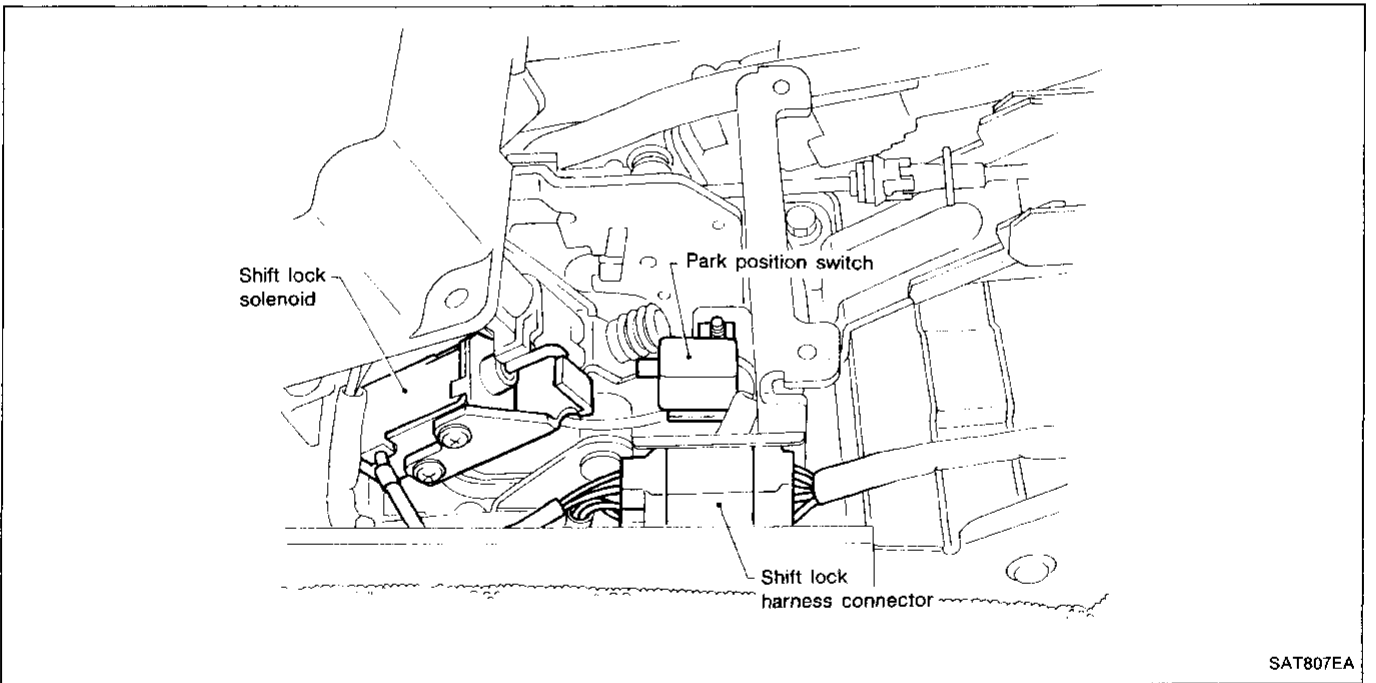 Shift lock
solenoid
Park position switch
Shift lock
harness connector
SAT807EA